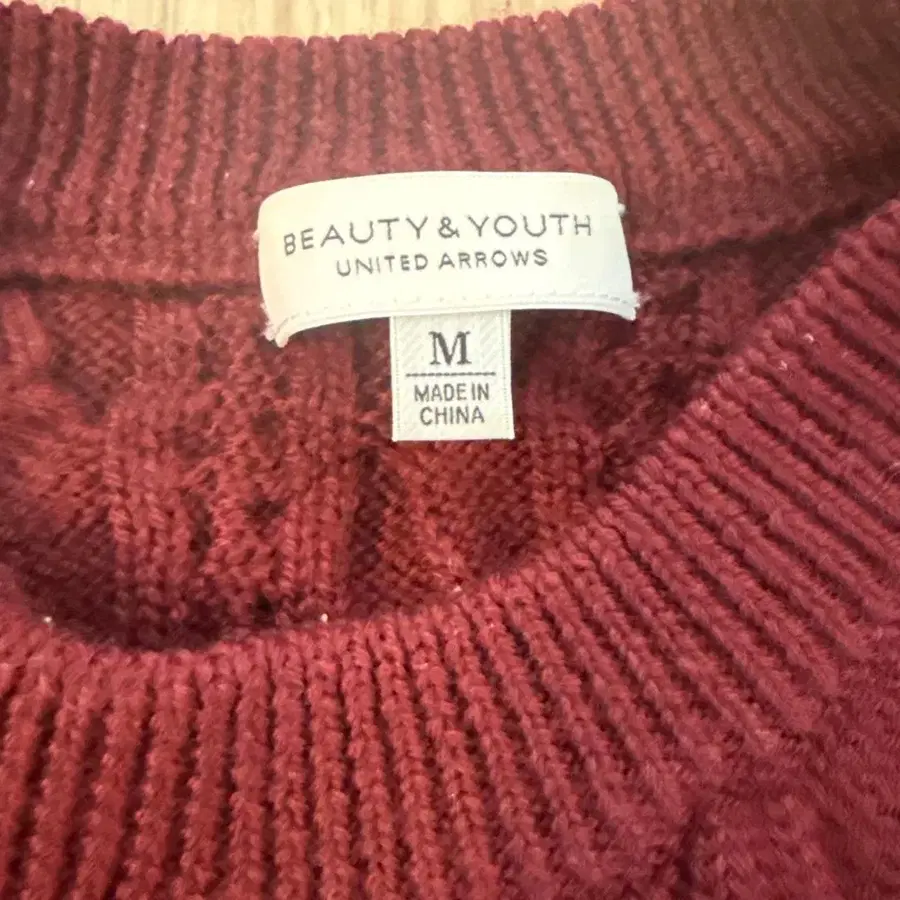 BEAUTY & YOUTH
UNITED ARROWS
M
MADE IN
CHINA